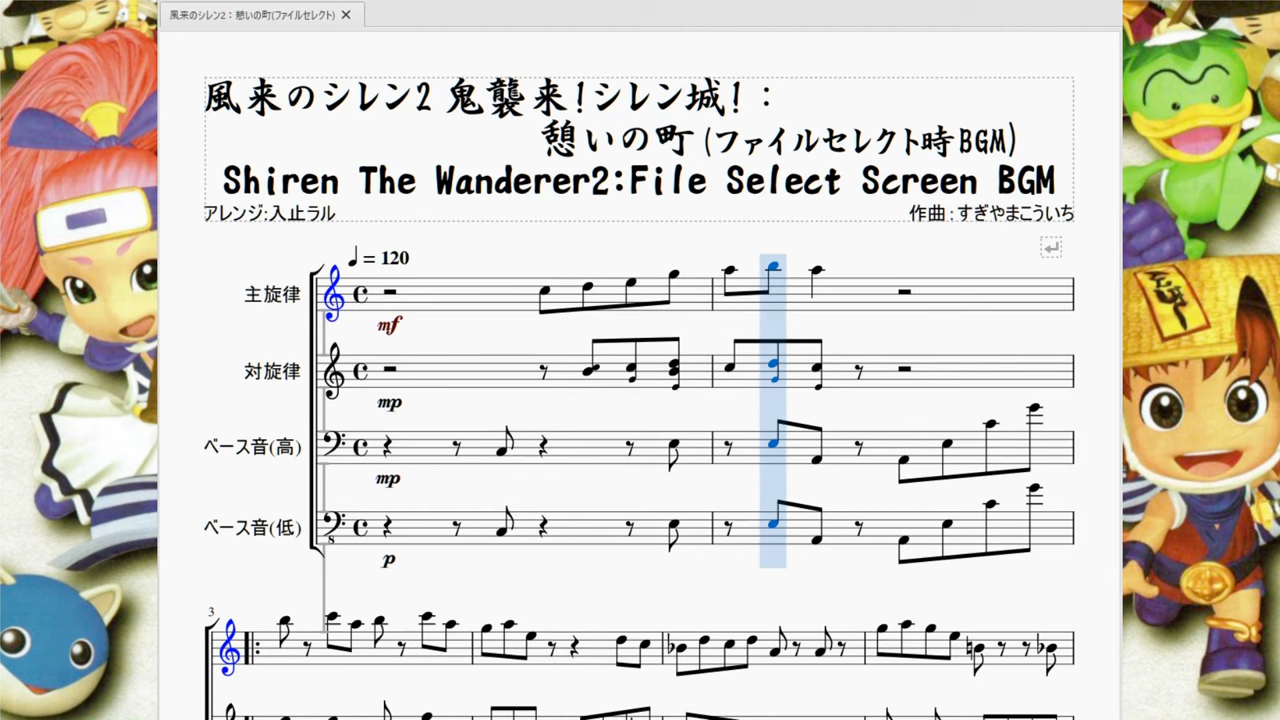 風来のシレン2：憩いの町(ファイルセレクト)
風来のシレン2 鬼襲来!シレン城!：
憩いの町(ファイルセレクト時BGM)
Shiren The Wanderer2:File Select Screen BGM
アレンジ:入止ラル
作曲：すぎやまこういち
♩= 120
主旋律
mf
対旋律
mp
ベース音(高)
mp
ベース音(低)
8
p
3